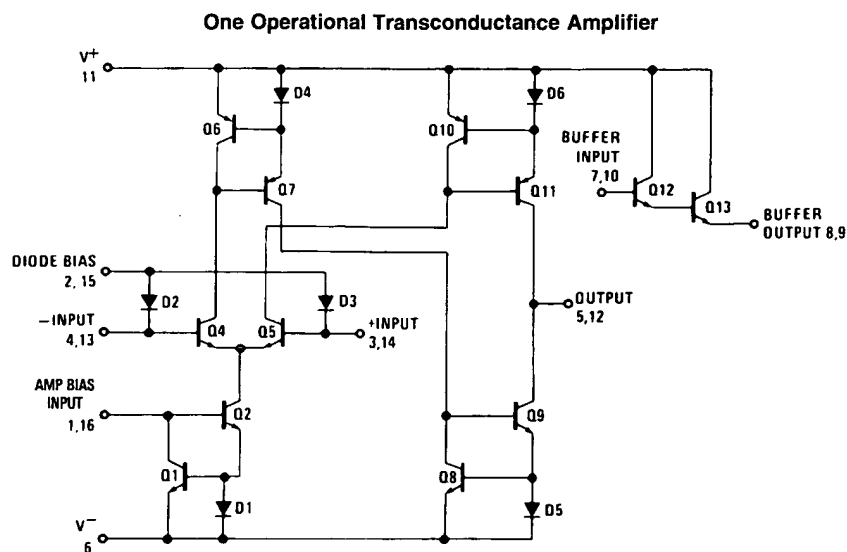 One Operational Transconductance Amplifier
V+
11
D4
D6
Q6
Q10
BUFFER
INPUT
7,10
Q7
Q11
Q12
Q13
BUFFER
OUTPUT 8,9
DIODE BIAS
2, 15
D2
D3
OUTPUT
5,12
–INPUT
4,13
Q4
Q5
+INPUT
3,14
AMP BIAS
INPUT
1,16
Q2
Q9
Q1
Q8
D1
D5
V–
6